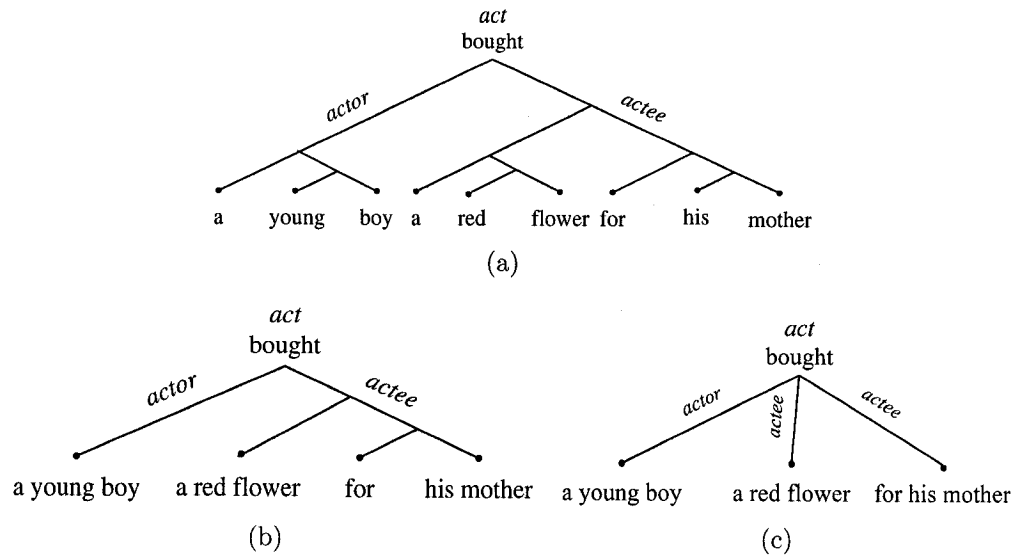 act
bought
actor
actee
a young boy a red flower for his mother
(a)
act
bought
actor
actee
a young boy a red flower for his mother
(b)
act
bought
actor
actee
actee
a young boy a red flower for his mother
(c)